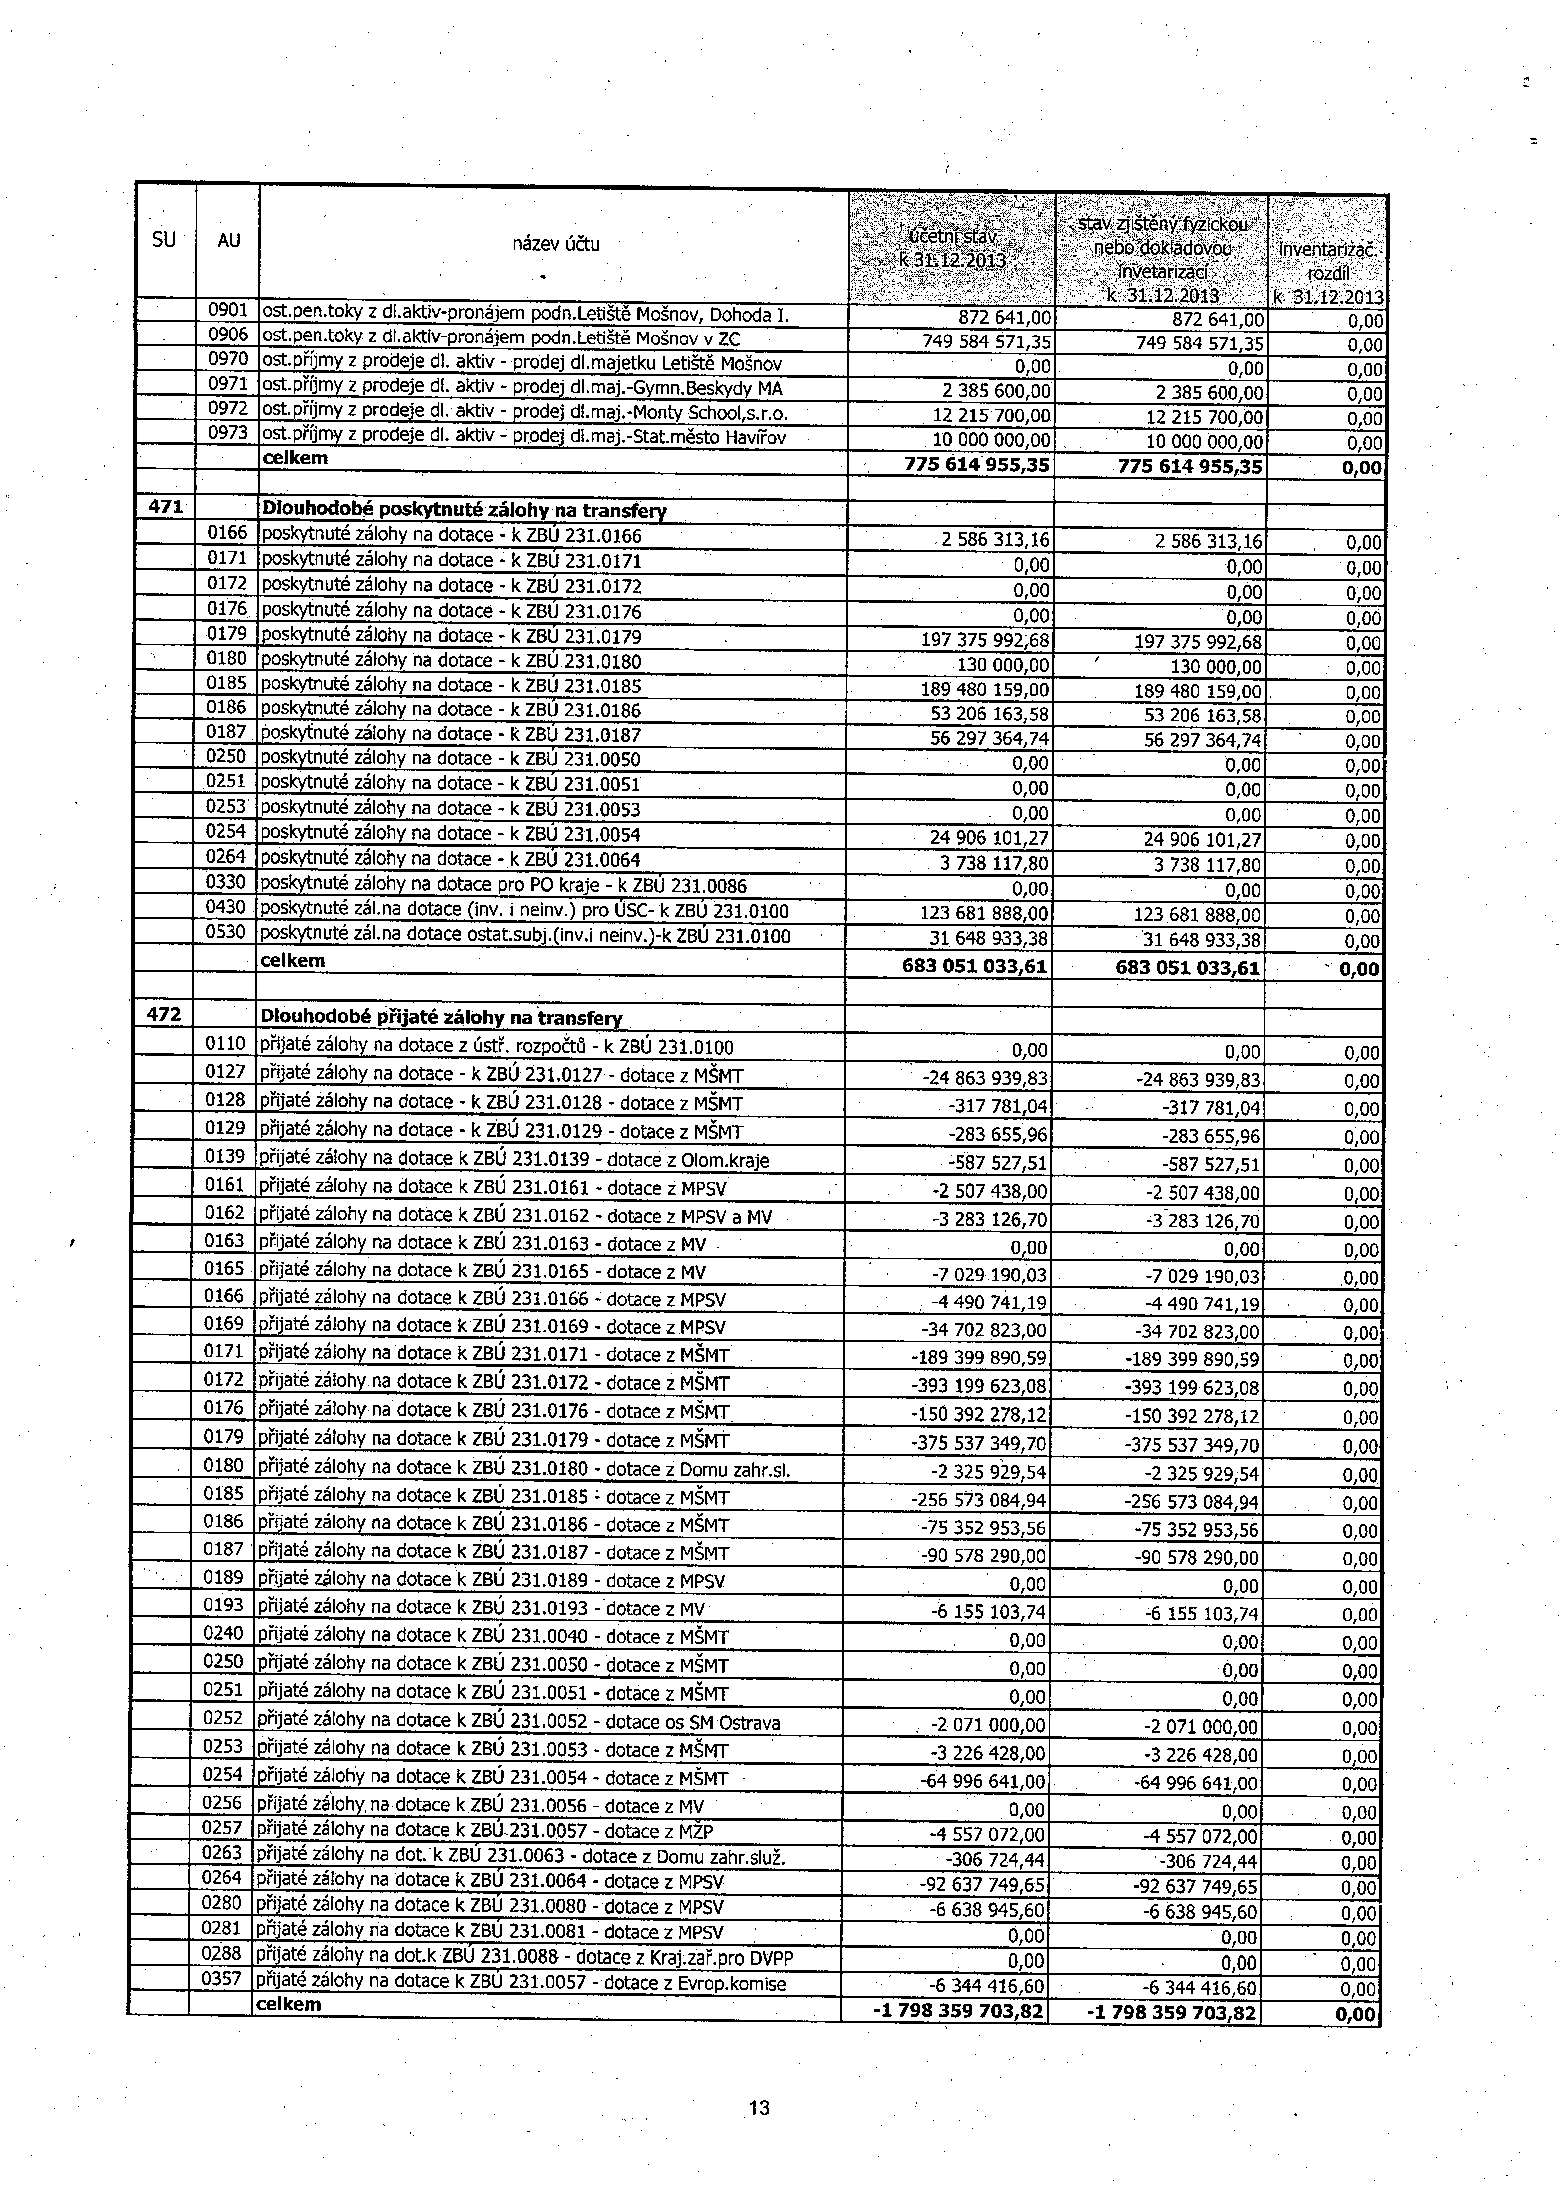 SU AU název účtu účetní stav k 31.12.2013 stav zjištěný fyzickou nebo dokladovou invetarizací k 31.12.2013 inventarizač. rozdíl k 31.12.2013
0901 ost.pen.toky z dl.aktiv-pronájem podn.Letiště Mošnov, Dohoda I. 872 641,00 872 641,00 0,00
0906 ost.pen.toky z dl.aktiv-pronájem podn.Letiště Mošnov v ZC 749 584 571,35 749 584 571,35 0,00
0970 ost.příjmy z prodeje dl. aktiv - prodej dl.majetku Letiště Mošnov 0,00 0,00 0,00
0971 ost.příjmy z prodeje dl. aktiv - prodej dl.maj.-Gymn.Beskydy MA 2 385 600,00 2 385 600,00 0,00
0972 ost.příjmy z prodeje dl. aktiv - prodej dl.maj.-Monty School,s.r.o. 12 215 700,00 12 215 700,00 0,00
0973 ost.příjmy z prodeje dl. aktiv - prodej dl.maj.-Stat.město Havířov 10 000 000,00 10 000 000,00 0,00
celkem 775 614 955,35 775 614 955,35 0,00
471 Dlouhodobé poskytnuté zálohy na transfery
0166 poskytnuté zálohy na dotace - k ZBÚ 231.0166 2 586 313,16 2 586 313,16 0,00
0171 poskytnuté zálohy na dotace - k ZBÚ 231.0171 0,00 0,00 0,00
0172 poskytnuté zálohy na dotace - k ZBÚ 231.0172 0,00 0,00 0,00
0176 poskytnuté zálohy na dotace - k ZBÚ 231.0176 0,00 0,00 0,00
0179 poskytnuté zálohy na dotace - k ZBÚ 231.0179 197 375 992,68 197 375 992,68 0,00
0180 poskytnuté zálohy na dotace - k ZBÚ 231.0180 130 000,00 130 000,00 0,00
0185 poskytnuté zálohy na dotace - k ZBÚ 231.0185 189 480 159,00 189 480 159,00 0,00
0186 poskytnuté zálohy na dotace - k ZBÚ 231.0186 53 206 163,58 53 206 163,58 0,00
0187 poskytnuté zálohy na dotace - k ZBÚ 231.0187 56 297 364,74 56 297 364,74 0,00
0250 poskytnuté zálohy na dotace - k ZBÚ 231.0050 0,00 0,00 0,00
0251 poskytnuté zálohy na dotace - k ZBÚ 231.0051 0,00 0,00 0,00
0253 poskytnuté zálohy na dotace - k ZBÚ 231.0053 0,00 0,00 0,00
0254 poskytnuté zálohy na dotace - k ZBÚ 231.0054 24 906 101,27 24 906 101,27 0,00
0264 poskytnuté zálohy na dotace - k ZBÚ 231.0064 3 738 117,80 3 738 117,80 0,00
0330 poskytnuté zálohy na dotace pro PO kraje - k ZBÚ 231.0086 0,00 0,00 0,00
0430 poskytnuté zál.na dotace (inv. i neinv.) pro ÚSC- k ZBÚ 231.0100 123 681 888,00 123 681 888,00 0,00
0530 poskytnuté zál.na dotace ostat.subj.(inv.i neinv.)-k ZBÚ 231.0100 31 648 933,38 31 648 933,38 0,00
celkem 683 051 033,61 683 051 033,61 0,00
472 Dlouhodobé přijaté zálohy na transfery
0110 přijaté zálohy na dotace z ústř. rozpočtů - k ZBÚ 231.0100 0,00 0,00 0,00
0127 přijaté zálohy na dotace - k ZBÚ 231.0127 - dotace z MŠMT -24 863 939,83 -24 863 939,83 0,00
0128 přijaté zálohy na dotace - k ZBÚ 231.0128 - dotace z MŠMT -317 781,04 -317 781,04 0,00
0129 přijaté zálohy na dotace - k ZBÚ 231.0129 - dotace z MŠMT -283 655,96 -283 655,96 0,00
0139 přijaté zálohy na dotace k ZBÚ 231.0139 - dotace z Olom.kraje -587 527,51 -587 527,51 0,00
0161 přijaté zálohy na dotace k ZBÚ 231.0161 - dotace z MPSV -2 507 438,00 -2 507 438,00 0,00
0162 přijaté zálohy na dotace k ZBÚ 231.0162 - dotace z MPSV a MV -3 283 126,70 -3 283 126,70 0,00
0163 přijaté zálohy na dotace k ZBÚ 231.0163 - dotace z MV 0,00 0,00 0,00
0165 přijaté zálohy na dotace k ZBÚ 231.0165 - dotace z MV -7 029 190,03 -7 029 190,03 0,00
0166 přijaté zálohy na dotace k ZBÚ 231.0166 - dotace z MPSV -4 490 741,19 -4 490 741,19 0,00
0169 přijaté zálohy na dotace k ZBÚ 231.0169 - dotace z MPSV -34 702 823,00 -34 702 823,00 0,00
0171 přijaté zálohy na dotace k ZBÚ 231.0171 - dotace z MŠMT -189 399 890,59 -189 399 890,59 0,00
0172 přijaté zálohy na dotace k ZBÚ 231.0172 - dotace z MŠMT -393 199 623,08 -393 199 623,08 0,00
0176 přijaté zálohy na dotace k ZBÚ 231.0176 - dotace z MŠMT -150 392 278,12 -150 392 278,12 0,00
0179 přijaté zálohy na dotace k ZBÚ 231.0179 - dotace z MŠMT -375 537 349,70 -375 537 349,70 0,00
0180 přijaté zálohy na dotace k ZBÚ 231.0180 - dotace z Domu zahr.sl. -2 325 929,54 -2 325 929,54 0,00
0185 přijaté zálohy na dotace k ZBÚ 231.0185 - dotace z MŠMT -256 573 084,94 -256 573 084,94 0,00
0186 přijaté zálohy na dotace k ZBÚ 231.0186 - dotace z MŠMT -75 352 953,56 -75 352 953,56 0,00
0187 přijaté zálohy na dotace k ZBÚ 231.0187 - dotace z MŠMT -90 578 290,00 -90 578 290,00 0,00
0189 přijaté zálohy na dotace k ZBÚ 231.0189 - dotace z MPSV 0,00 0,00 0,00
0193 přijaté zálohy na dotace k ZBÚ 231.0193 - dotace z MV -6 155 103,74 -6 155 103,74 0,00
0240 přijaté zálohy na dotace k ZBÚ 231.0040 - dotace z MŠMT 0,00 0,00 0,00
0250 přijaté zálohy na dotace k ZBÚ 231.0050 - dotace z MŠMT 0,00 0,00 0,00
0251 přijaté zálohy na dotace k ZBÚ 231.0051 - dotace z MŠMT 0,00 0,00 0,00
0252 přijaté zálohy na dotace k ZBÚ 231.0052 - dotace os SM Ostrava -2 071 000,00 -2 071 000,00 0,00
0253 přijaté zálohy na dotace k ZBÚ 231.0053 - dotace z MŠMT -3 226 428,00 -3 226 428,00 0,00
0254 přijaté zálohy na dotace k ZBÚ 231.0054 - dotace z MŠMT -64 996 641,00 -64 996 641,00 0,00
0256 přijaté zálohy na dotace k ZBÚ 231.0056 - dotace z MV 0,00 0,00 0,00
0257 přijaté zálohy na dotace k ZBÚ 231.0057 - dotace z MŽP -4 557 072,00 -4 557 072,00 0,00
0263 přijaté zálohy na dot. k ZBÚ 231.0063 - dotace z Domu zahr.služ. -306 724,44 -306 724,44 0,00
0264 přijaté zálohy na dotace k ZBÚ 231.0064 - dotace z MPSV -92 637 749,65 -92 637 749,65 0,00
0280 přijaté zálohy na dotace k ZBÚ 231.0080 - dotace z MPSV -6 638 945,60 -6 638 945,60 0,00
0281 přijaté zálohy na dotace k ZBÚ 231.0081 - dotace z MPSV 0,00 0,00 0,00
0288 přijaté zálohy na dot.k ZBÚ 231.0088 - dotace z Kraj.zař.pro DVPP 0,00 0,00 0,00
0357 přijaté zálohy na dotace k ZBÚ 231.0057 - dotace z Evrop.komise -6 344 416,60 -6 344 416,60 0,00
celkem -1 798 359 703,82 -1 798 359 703,82 0,00
13